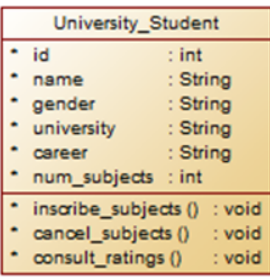 University_Student
* id : int
* name : String
* gender : String
* university : String
* career : String
* num_subjects : int
* inscribe_subjects () : void
* cancel_subjects () : void
* consult_ratings () : void